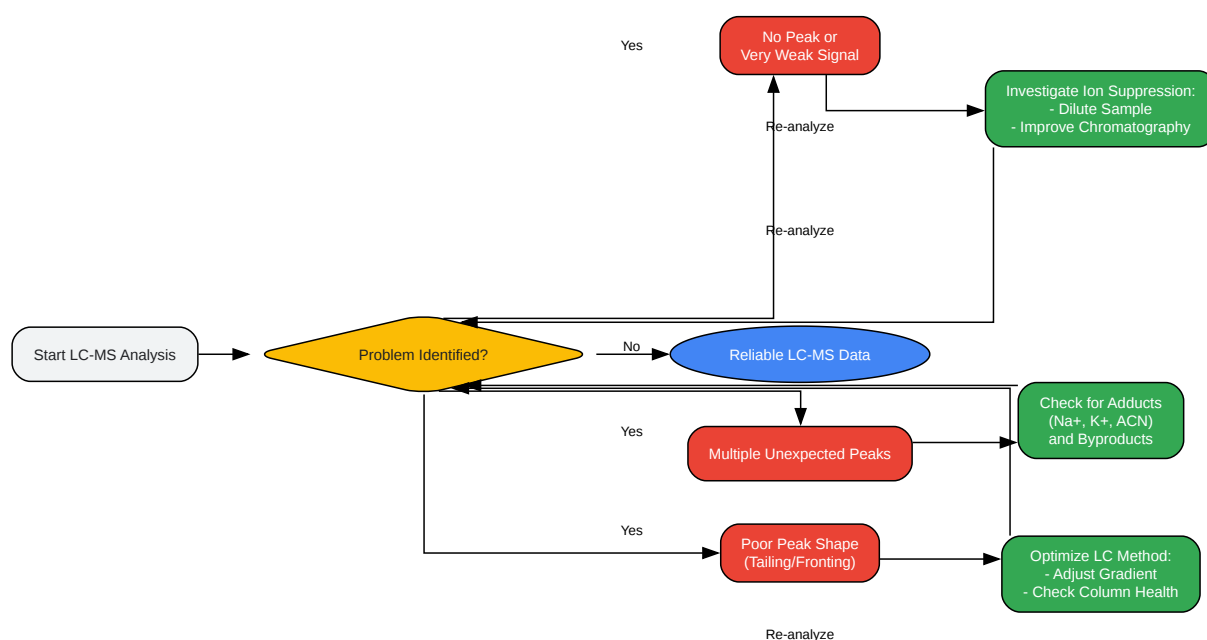 Yes
No Peak or
Very Weak Signal
Investigate Ion Suppression:
- Dilute Sample
- Improve Chromatography
Re-analyze
Re-analyze
Start LC-MS Analysis
Problem Identified?
No
Reliable LC-MS Data
Yes
Multiple Unexpected Peaks
Check for Adducts
(Na+, K+, ACN)
and Byproducts
Yes
Poor Peak Shape
(Tailing/Fronting)
Optimize LC Method:
- Adjust Gradient
- Check Column Health
Re-analyze